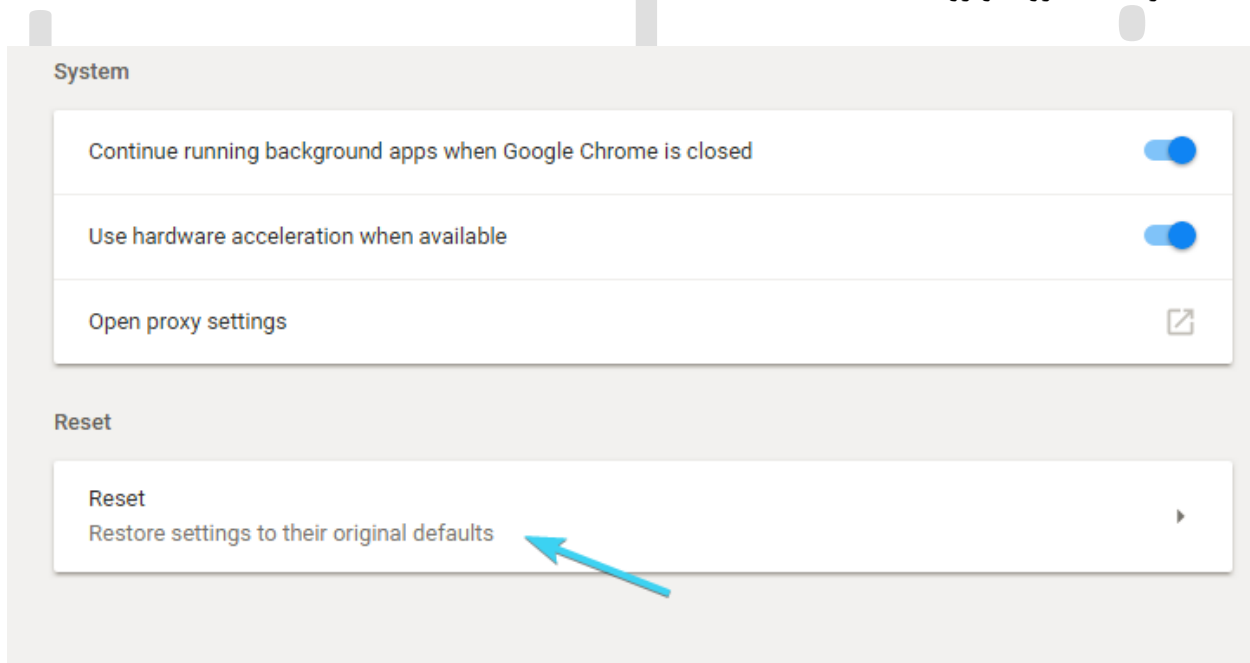 System
Continue running background apps when Google Chrome is closed
Use hardware acceleration when available
Open proxy settings
Reset
Reset
Restore settings to their original defaults